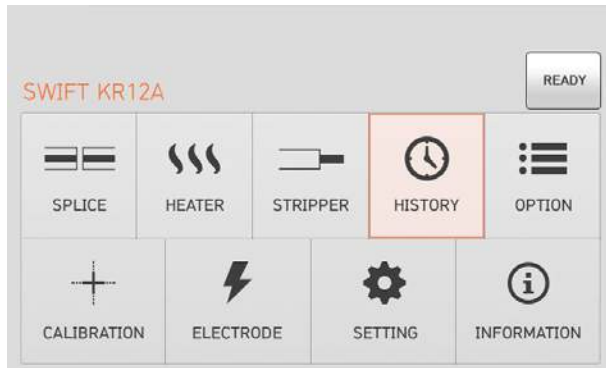 READY
SWIFT KR12A
SPLICE HEATER STRIPPER HISTORY OPTION
CALIBRATION ELECTRODE SETTING INFORMATION